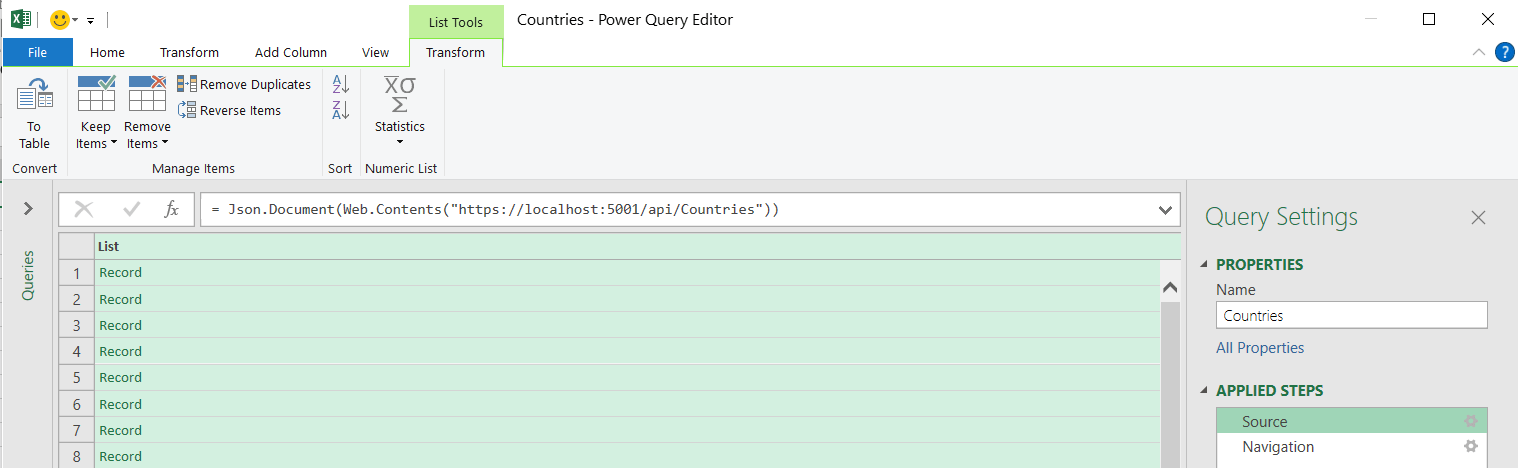 List Tools
Countries - Power Query Editor
File Home Transform Add Column View Transform
?
To Table
Keep Items
Remove Items
Remove Duplicates
Reverse Items
A Z
Z A
X̅σ
Σ
Statistics
Convert
Manage Items
Sort
Numeric List
fx
= Json.Document(Web.Contents("https://localhost:5001/api/Countries"))
Queries
List
1 Record
2 Record
3 Record
4 Record
5 Record
6 Record
7 Record
8 Record
Query Settings
PROPERTIES
Name
Countries
All Properties
APPLIED STEPS
Source
Navigation